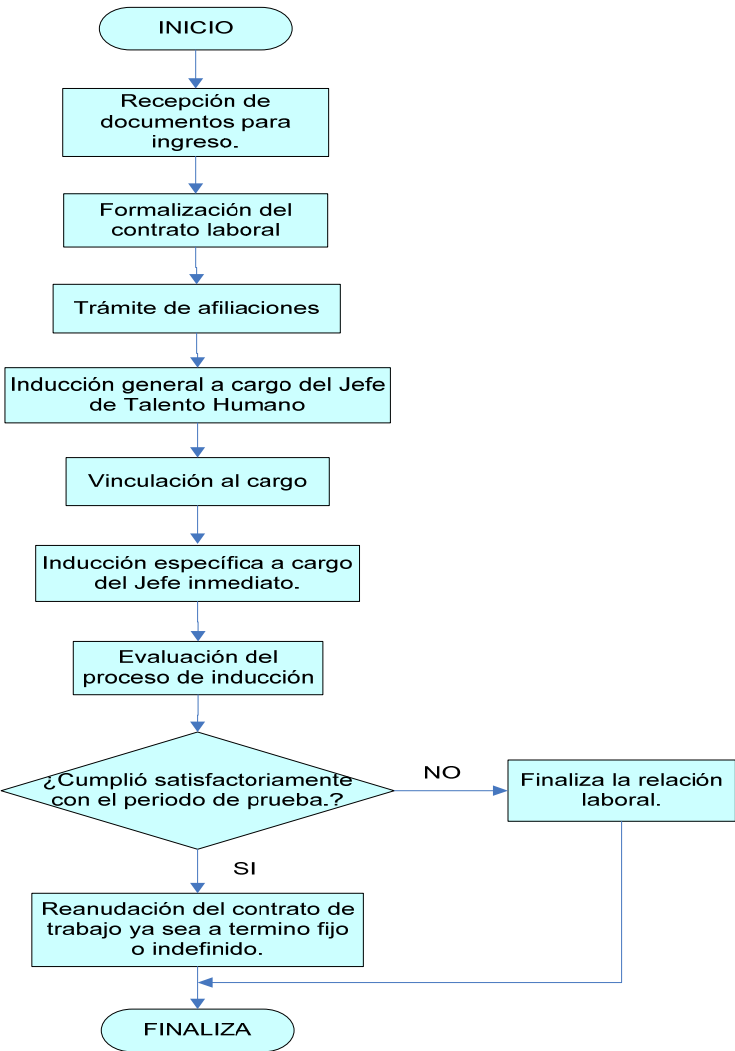 INICIO
Recepción de
documentos para
ingreso.
Formalización del
contrato laboral
Trámite de afiliaciones
Inducción general a cargo del Jefe
de Talento Humano
Vinculación al cargo
Inducción específica a cargo
del Jefe inmediato.
Evaluación del
proceso de inducción
¿Cumplió satisfactoriamente
con el periodo de prueba.?
NO
Finaliza la relación
laboral.
SI
Reanudación del contrato de
trabajo ya sea a termino fijo
o indefinido.
FINALIZA